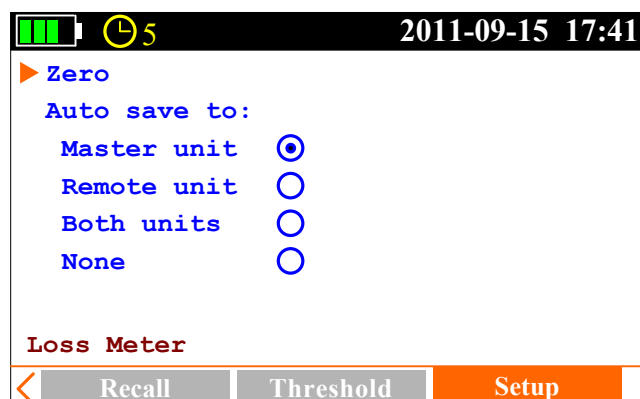 5 2011-09-15 17:41
Zero
Auto save to:
Master unit
Remote unit
Both units
None
Loss Meter
Recall Threshold Setup